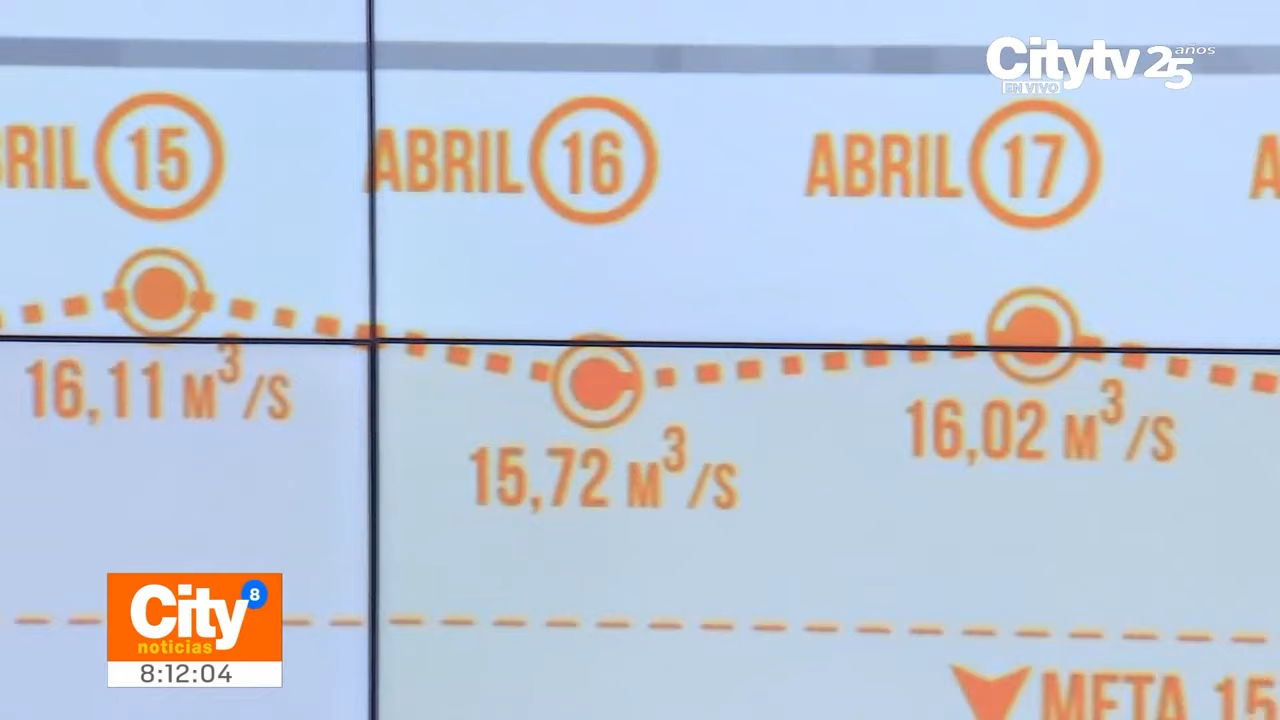 Citytv 25 años
EN VIVO
ABRIL 16
ABRIL 17
15
16,11 M³/S
15,72 M³/S
16,02 M³/S
META 15
City 8
noticias
8:12:04